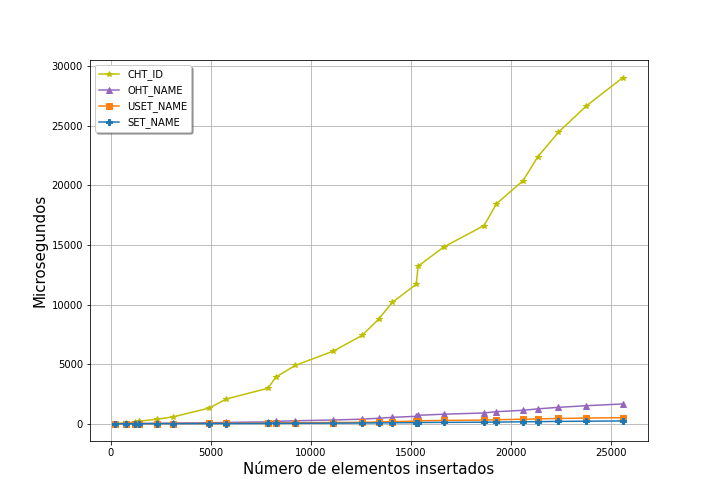 30000
25000
20000
15000
10000
5000
0
Microsegundos
CHT_ID
OHT_NAME
USET_NAME
SET_NAME
0 5000 10000 15000 20000 25000
Número de elementos insertados